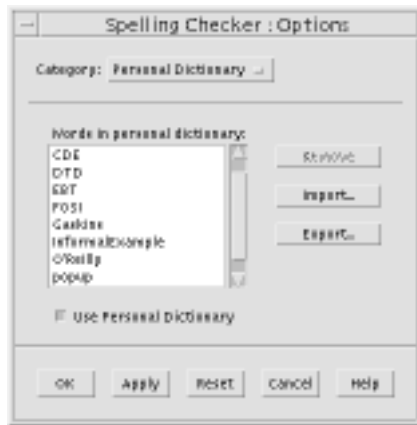 Spelling Checker : Options
Category: Personal Dictionary
Words in personal dictionary:
CDE
DTD
EBT
FOSI
Gaskins
InformalExample
O'Reilly
popup
Remove
Import...
Export...
Use Personal Dictionary
OK Apply Reset Cancel Help